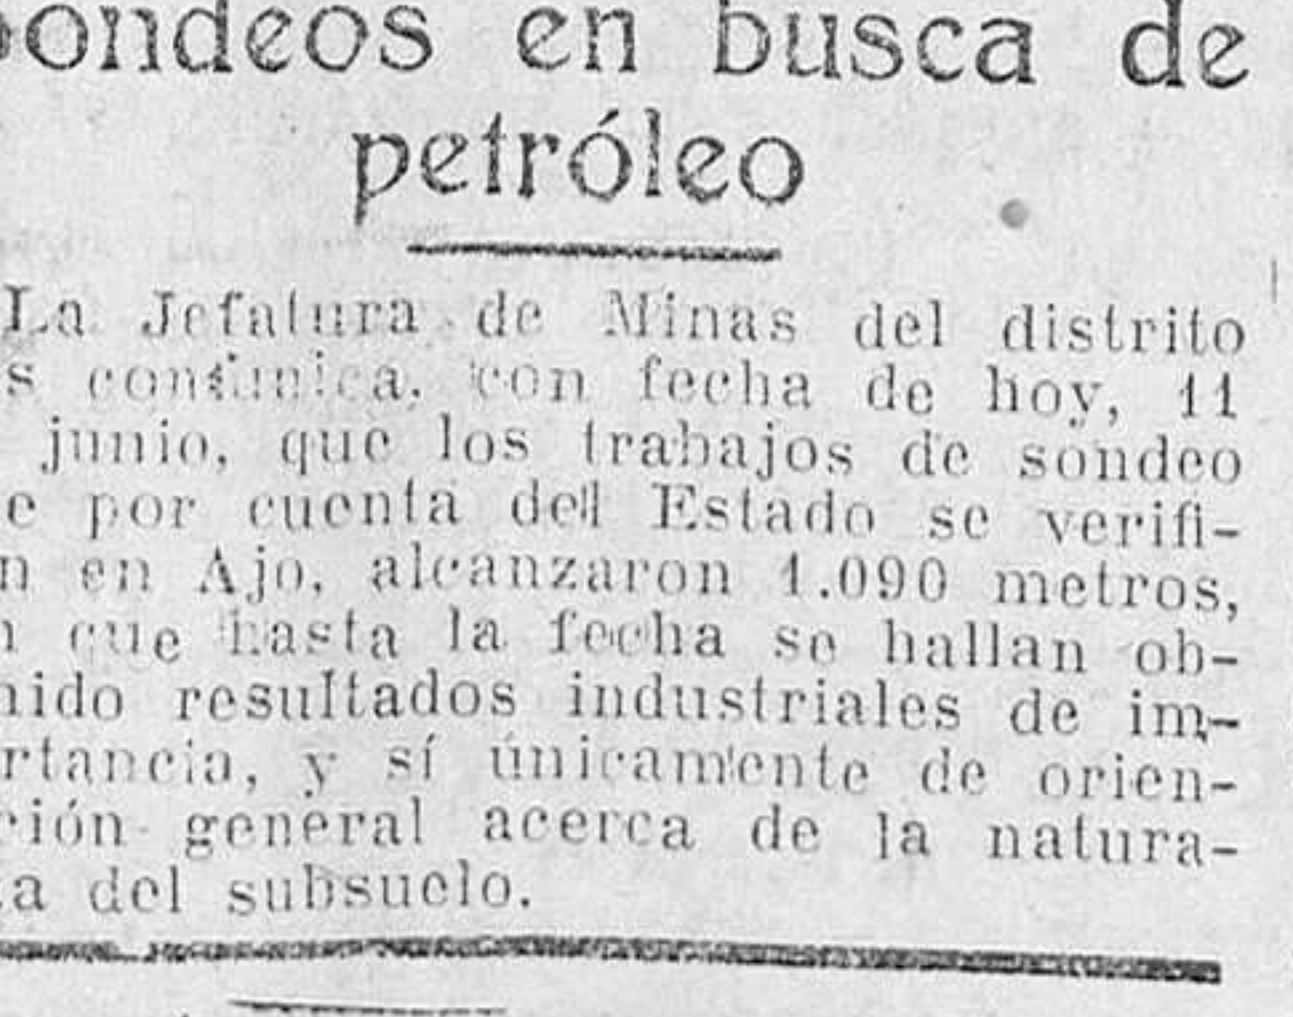 ondeos en busca de
petróleo
La Jefatura de Minas del distrito
s comunica, con fecha de hoy, 11
junio, que los trabajos de sondeo
e por cuenta del Estado se verifi-
n en Ajo, alcanzaron 1.090 metros,
n que hasta la fecha se hallan ob-
nido resultados industriales de im-
rtancia, y sí únicamente de orien-
ción general acerca de la natura-
a del subsuelo.